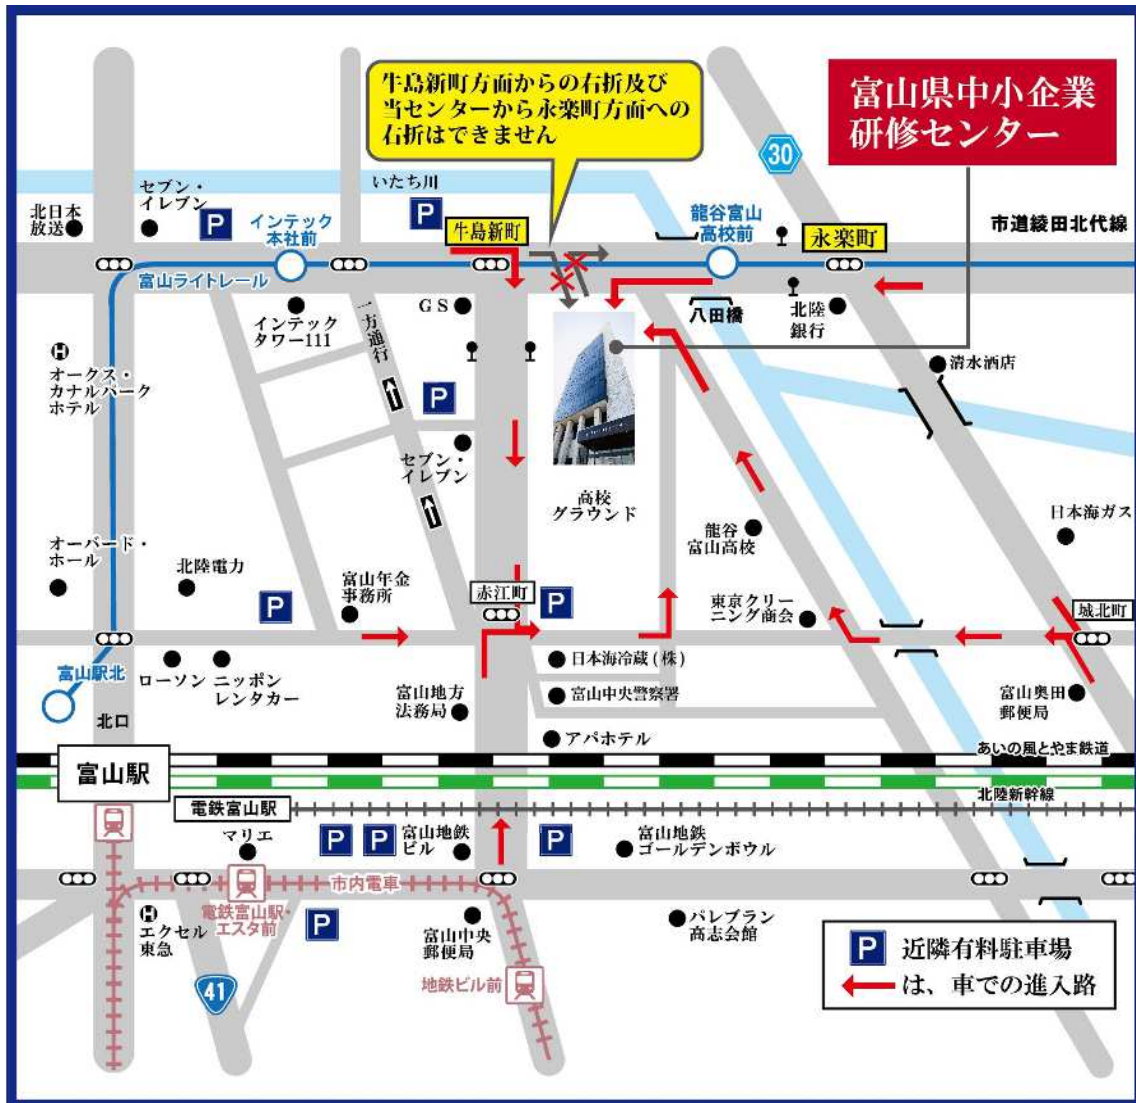 牛島新町方面からの右折及び
当センターから永楽町方面への
右折はできません
富山県中小企業
研修センター
30
いたち川
セブン・
イレブン
北日本
放送
P
インテック
本社前
P
牛島新町
龍谷富山
高校前
永楽町
市道綾田北代線
富山ライトレール
インテック
タワー111
一方通行
GS
八田橋
北陸
銀行
H
オークス・
カナルパーク
ホテル
清水酒店
P
セブン・
イレブン
高校
グラウンド
龍谷
富山高校
日本海ガス
オーバード・
ホール
北陸電力
P
富山年金
事務所
赤江町
P
東京クリー
ニング商会
城北町
富山駅北
ローソン
ニッポン
レンタカー
日本海冷蔵(株)
富山地方
法務局
富山中央警察署
富山奥田
郵便局
北口
アパホテル
あいの風とやま鉄道
富山駅
北陸新幹線
電鉄富山駅
マリエ
P
P
富山地鉄
ビル
P
富山地鉄
ゴールデンボウル
市内電車
電鉄富山駅・
エスタ前
H
エクセル
東急
P
富山中央
郵便局
パレブラン
高志会館
41
地鉄ビル前
P 近隣有料駐車場
は、車での進入路